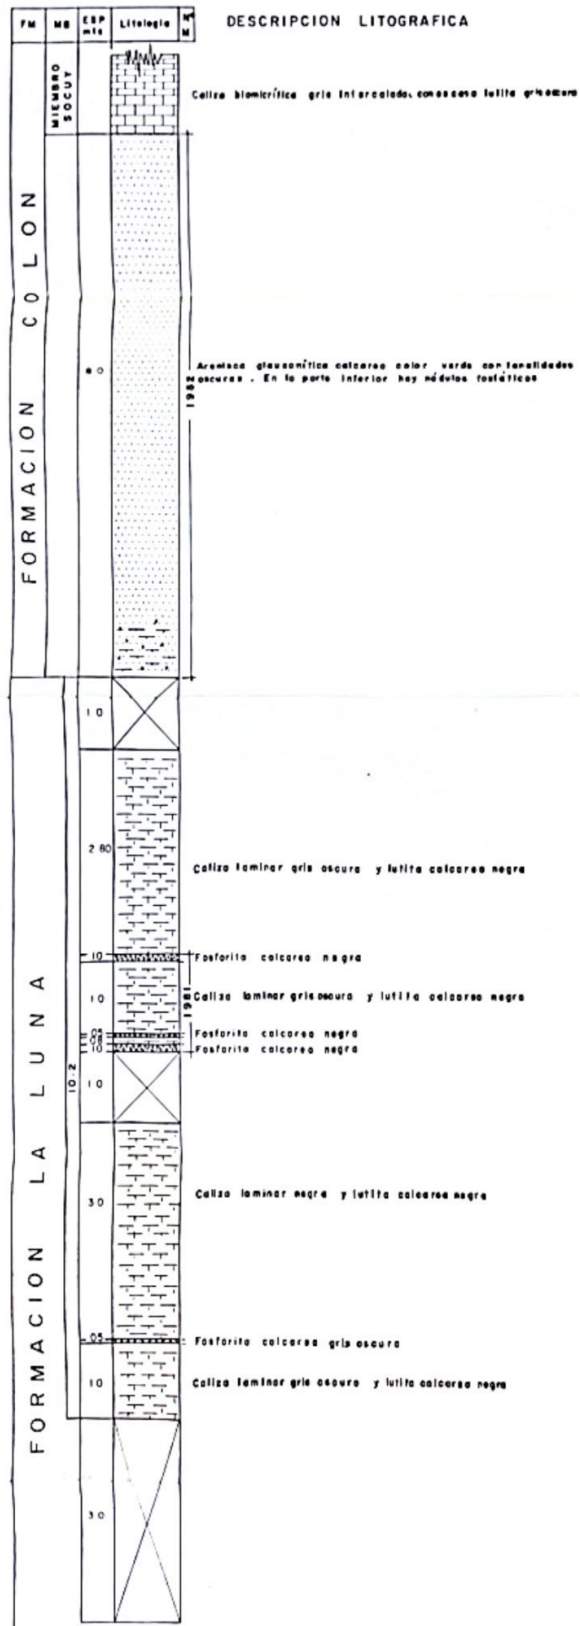 FM MB ESP mts Litologia Nº M DESCRIPCION LITOGRAFICA
MIEMBRO SOCUY
Caliza biomicrítica gris intercalada con escasa lutita gris oscura
FORMACION COLON
8 0
1982
Arenisca glauconítica calcarea color verde con tonalidades
oscuras . En la parte inferior hay nódulos fosfáticos
FORMACION LA LUNA
10.2
1 0
2 80
Caliza laminar gris oscura y lutita calcarea negra
.10
Fosforita calcarea negra
1 0
1981
Caliza laminar gris oscura y lutita calcarea negra
.05
Fosforita calcarea negra
.10
Fosforita calcarea negra
1 0
3 0
Caliza laminar negra y lutita calcarea negra
.05
Fosforita calcarea gris oscura
1 0
Caliza laminar gris oscura y lutita calcarea negra
3 0